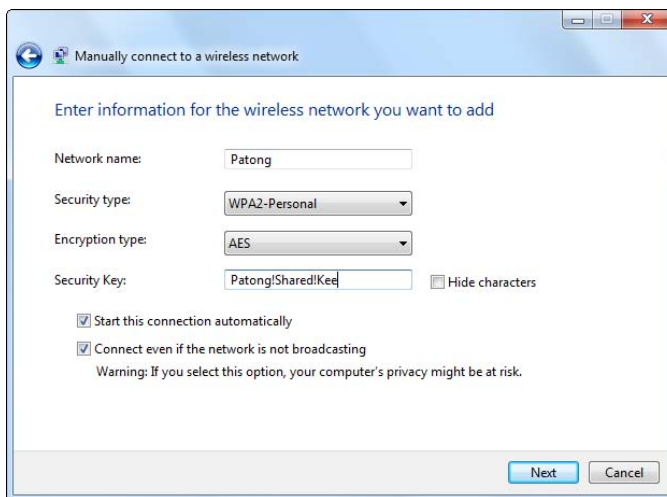 Manually connect to a wireless network
Enter information for the wireless network you want to add
Network name: Patong
Security type: WPA2-Personal
Encryption type: AES
Security Key: Patong!Shared!Kee Hide characters
Start this connection automatically
Connect even if the network is not broadcasting
Warning: If you select this option, your computer's privacy might be at risk.
Next Cancel